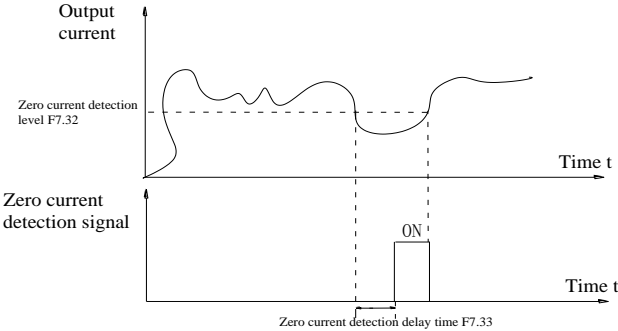 Output
current
Zero current detection
level F7.32
Time t
Zero current
detection signal
ON
Time t
Zero current detection delay time F7.33